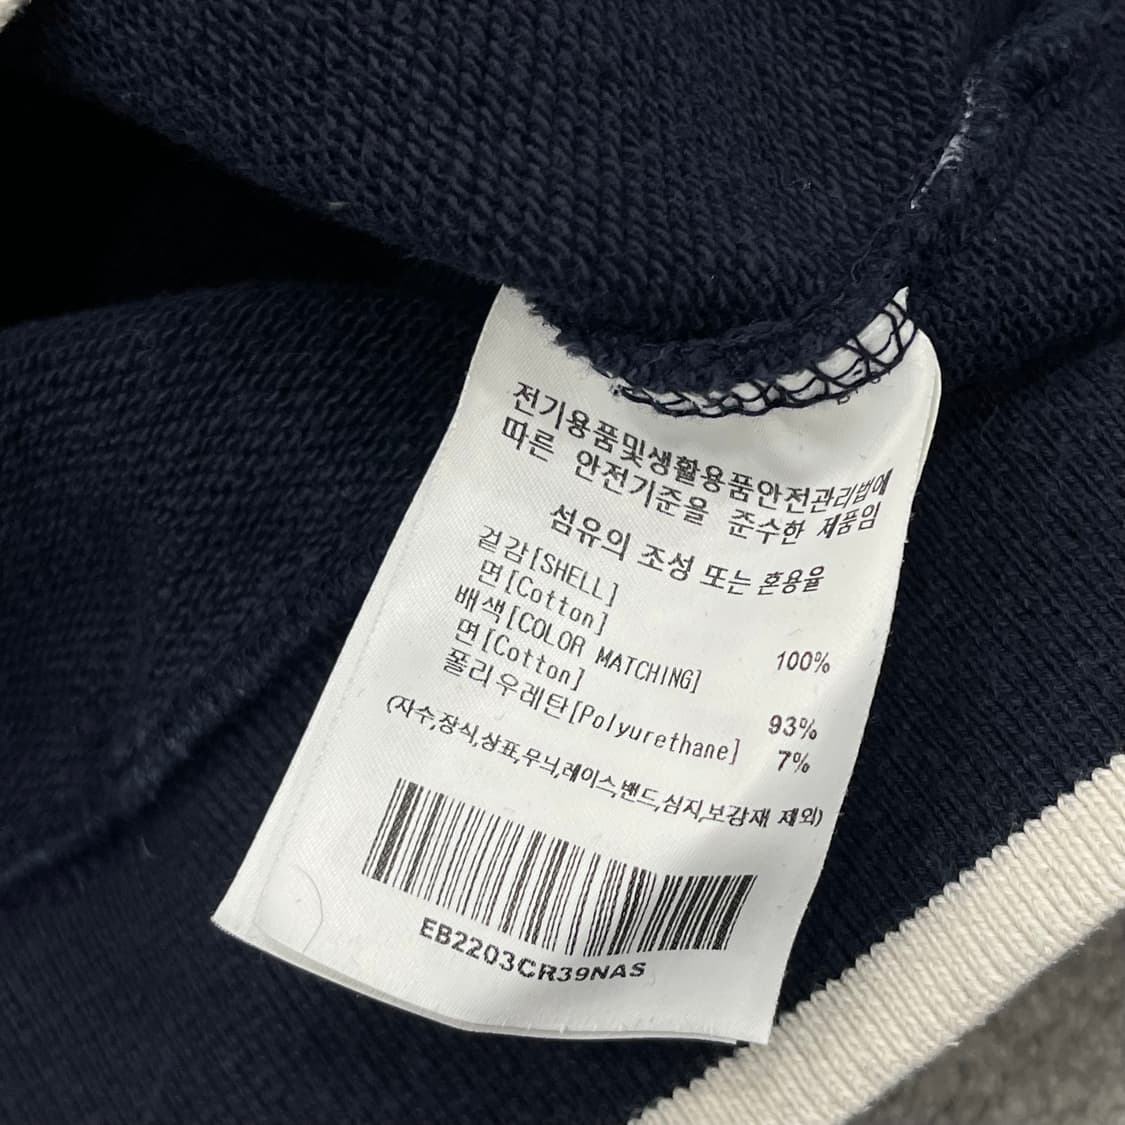 전기용품및생활용품안전관리법에
따른 안전기준을 준수한 제품임
섬유의 조성 또는 혼용율
겉감[SHELL]
면[Cotton] 100%
배색[COLOR MATCHING]
면[Cotton] 93%
폴리우레탄[Polyurethane] 7%
(자수,장식,상표,무늬,레이스,밴드,심지,보강재 제외)
EB2203CR39NAS